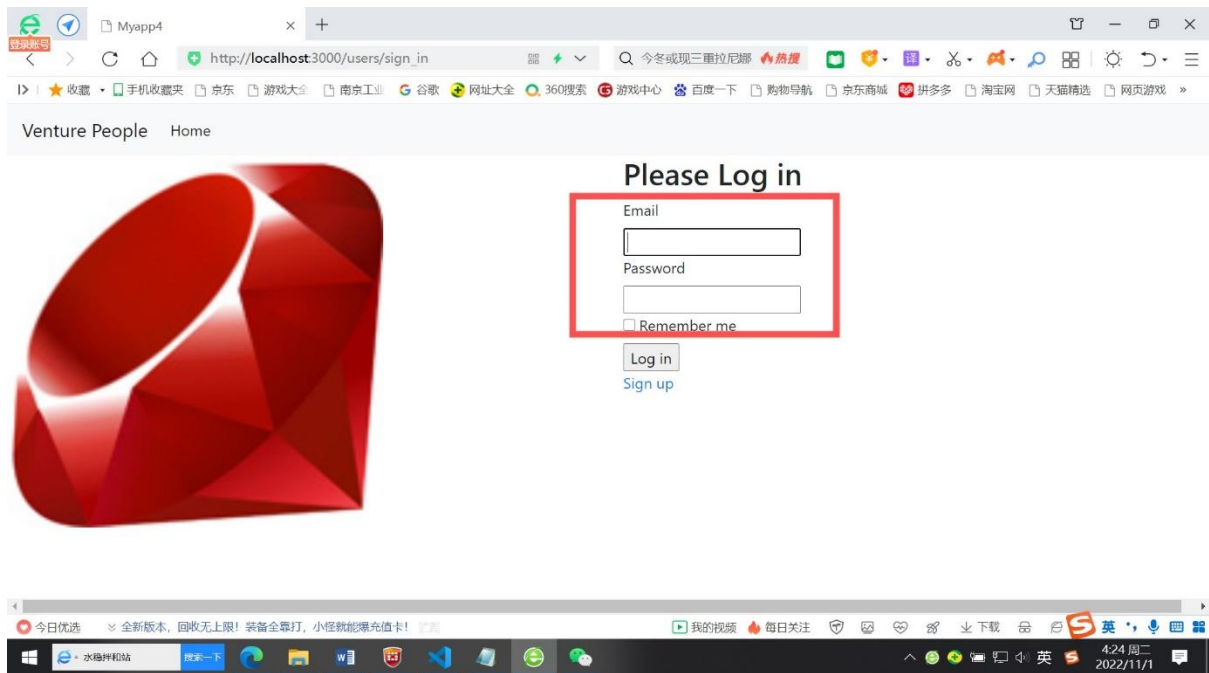 Myapp4
登录账号
http://localhost:3000/users/sign_in
今冬或现三重拉尼娜 热搜
译
收藏 手机收藏夹 京东 游戏大全 南京工业 G 谷歌 网址大全 360搜索 游戏中心 百度一下 购物导航 京东商城 拼多多 淘宝网 天猫精选 网页游戏 »
Venture People Home
Please Log in
Email
Password
Remember me
Log in
Sign up
今日优选 全新版本，回收无上限！装备全靠打，小怪就能爆充值卡！
我的视频 每日关注 下载
英
水稳拌和站 搜索一下
英
4:24 周二
2022/11/1